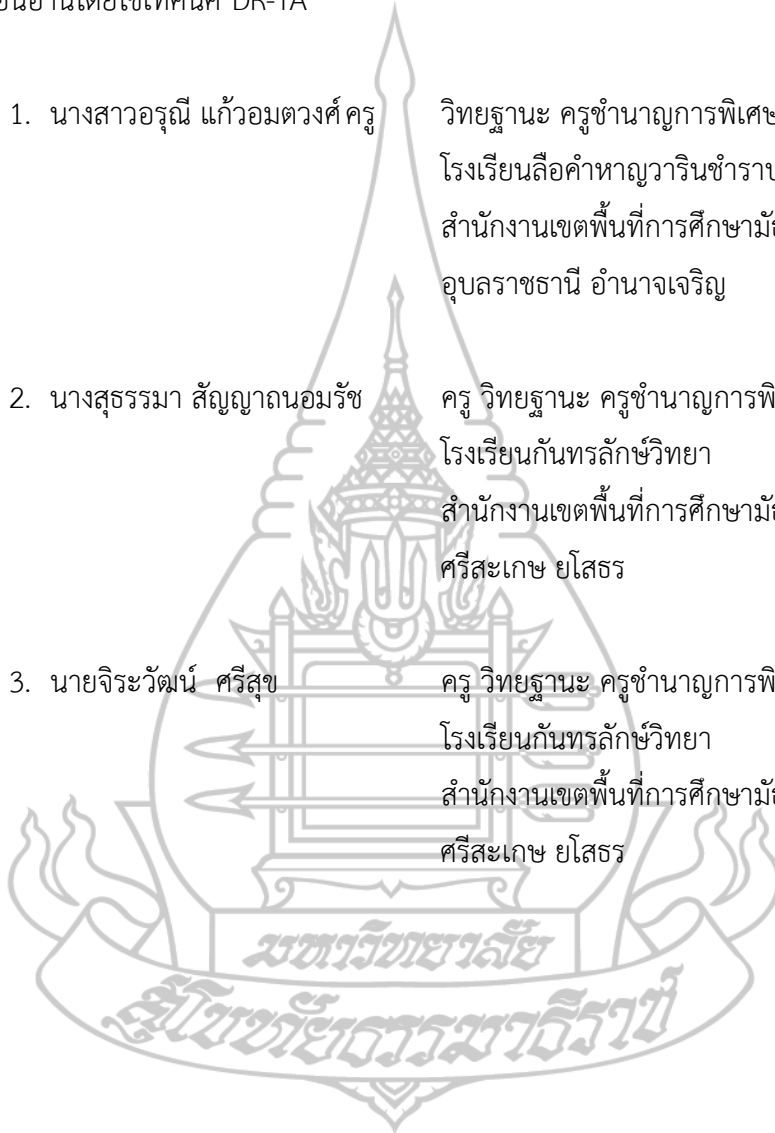 โดยใช้เทคนิค DR-TA
1. นางสาวอรุณี แก้วอมตวงศ์ ครู วิทยฐานะ ครูชำนาญการพิเศษ
โรงเรียนลือคำหาญวารินชำราบ
สำนักงานเขตพื้นที่การศึกษา
อุบลราชธานี อำนาจเจริญ
2. นางสุธรรมา สัญญาถนอมรัช ครู วิทยฐานะ ครูชำนาญการ
โรงเรียนกันทรลักษ์วิทยา
สำนักงานเขตพื้นที่การศึกษา
ศรีสะเกษ ยโสธร
3. นายจิระวัฒน์ ศรีสุข ครู วิทยฐานะ ครูชำนาญการ
โรงเรียนกันทรลักษ์วิทยา
สำนักงานเขตพื้นที่การศึกษา
ศรีสะเกษ ยโสธร
มหาวิทยาลัย
สุโขทัยธรรมาธิราช